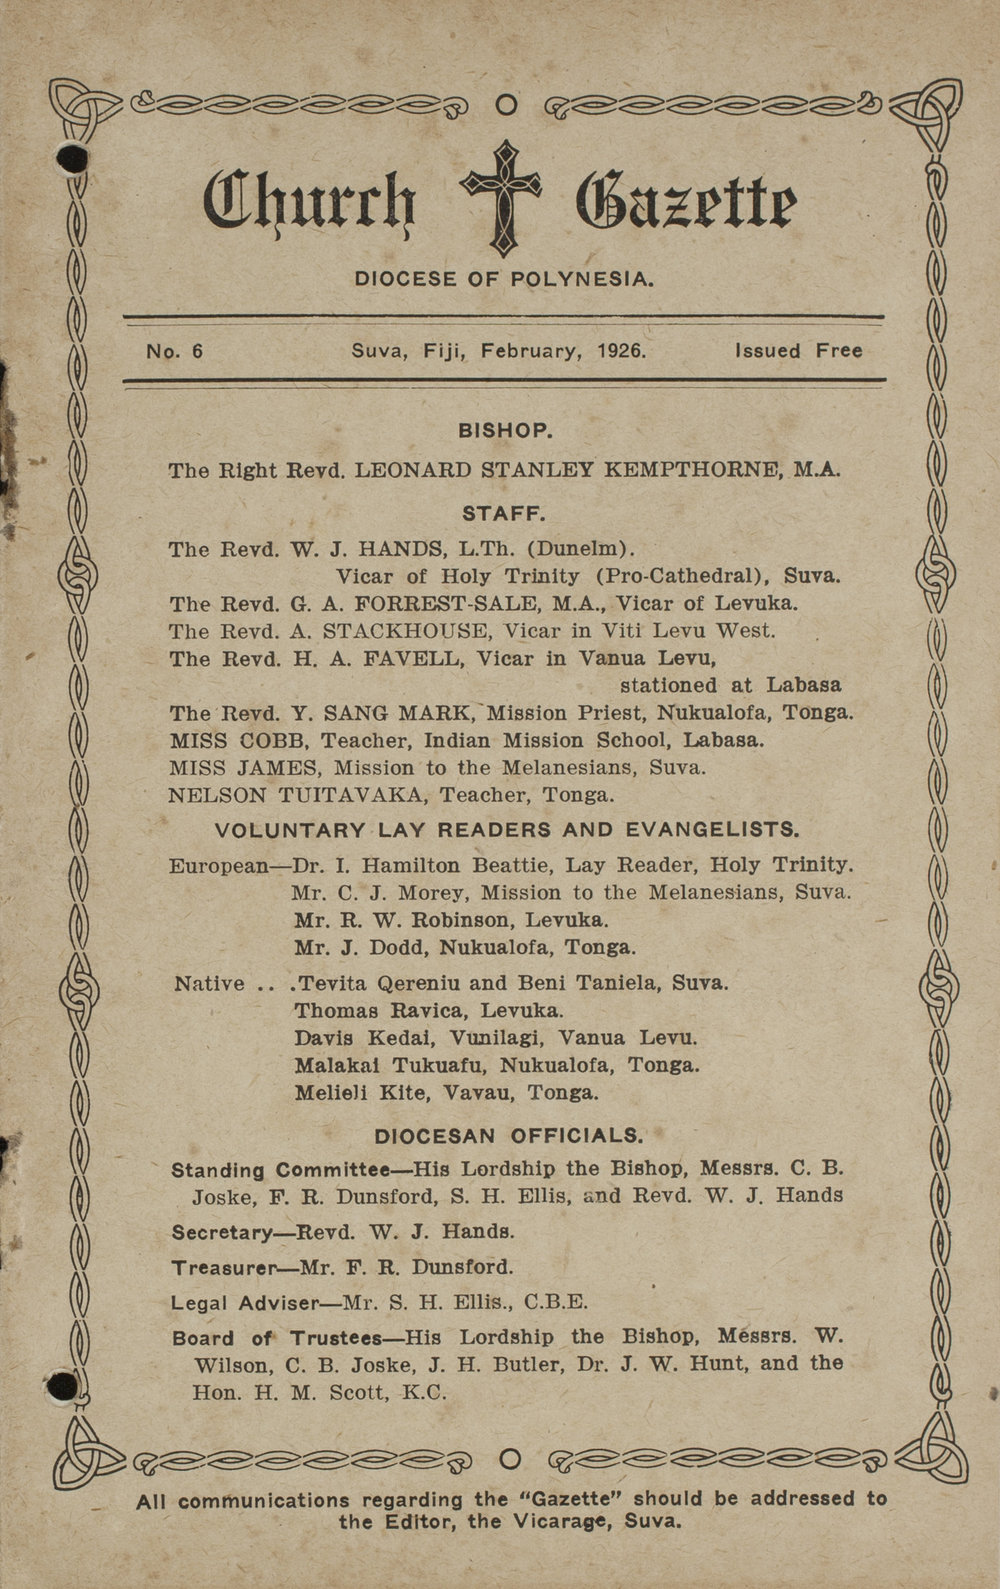 Church Gazette
DIOCESE OF POLYNESIA.
No. 6 Suva, Fiji, February, 1926. Issued Free
BISHOP.
The Right Revd. LEONARD STANLEY KEMPTHORNE, M.A.
STAFF.
The Revd. W. J. HANDS, L.Th. (Dunelm).
Vicar of Holy Trinity (Pro-Cathedral), Suva.
The Revd. G. A. FORREST-SALE, M.A., Vicar of Levuka.
The Revd. A. STACKHOUSE, Vicar in Viti Levu West.
The Revd. H. A. FAVELL, Vicar in Vanua Levu,
stationed at Labasa
The Revd. Y. SANG MARK, Mission Priest, Nukualofa, Tonga.
MISS COBB, Teacher, Indian Mission School, Labasa.
MISS JAMES, Mission to the Melanesians, Suva.
NELSON TUITAVAKA, Teacher, Tonga.
VOLUNTARY LAY READERS AND EVANGELISTS.
European—Dr. I. Hamilton Beattie, Lay Reader, Holy Trinity.
Mr. C. J. Morey, Mission to the Melanesians, Suva.
Mr. R. W. Robinson, Levuka.
Mr. J. Dodd, Nukualofa, Tonga.
Native .. .Tevita Qereniu and Beni Taniela, Suva.
Thomas Ravica, Levuka.
Davis Kedai, Vunilagi, Vanua Levu.
Malakai Tukuafu, Nukualofa, Tonga.
Melieli Kite, Vavau, Tonga.
DIOCESAN OFFICIALS.
Standing Committee—His Lordship the Bishop, Messrs. C. B.
Joske, F. R. Dunsford, S. H. Ellis, and Revd. W. J. Hands
Secretary—Revd. W. J. Hands.
Treasurer—Mr. F. R. Dunsford.
Legal Adviser—Mr. S. H. Ellis., C.B.E.
Board of Trustees—His Lordship the Bishop, Messrs. W.
Wilson, C. B. Joske, J. H. Butler, Dr. J. W. Hunt, and the
Hon. H. M. Scott, K.C.
All communications regarding the "Gazette" should be addressed to
the Editor, the Vicarage, Suva.